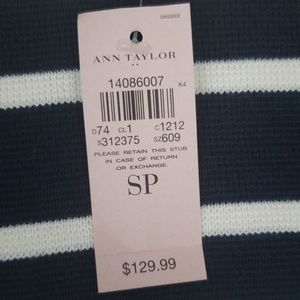 ANN TAYLOR
14086007
K4
D74 CL1 C1212
S312375 SZ609
PLEASE RETAIN THIS STUB
IN CASE OF RETURN
OR EXCHANGE.
SP
$129.99